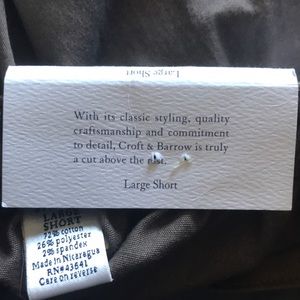 Large Short
With its classic styling, quality
craftsmanship and commitment
to detail, Croft & Barrow is truly
a cut above the rest.
Large Short
LARGE
SHORT
72% cotton
26% polyester
2% spandex
Made in Nicaragua
RN#43641
Care on reverse